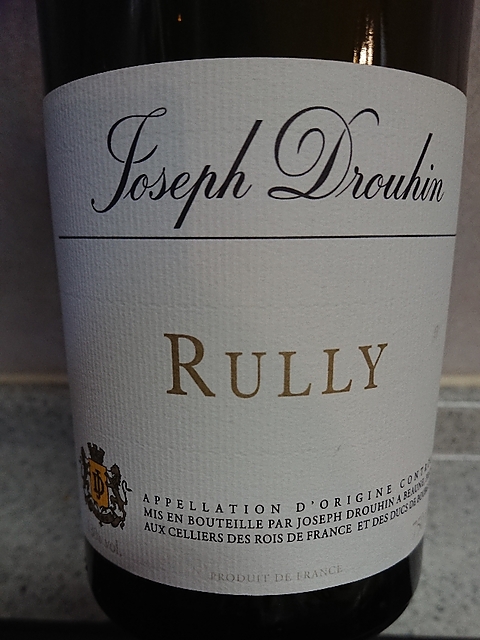 Joseph Drouhin
RULLY
APPELLATION D'ORIGINE
MIS EN BOUTEILLE PAR JOSEPH DROUHIN A BEAUNE
AUX CELLIERS DES ROIS DE FRANCE ET DES DUCS DE
PRODUIT DE FRANCE
JD